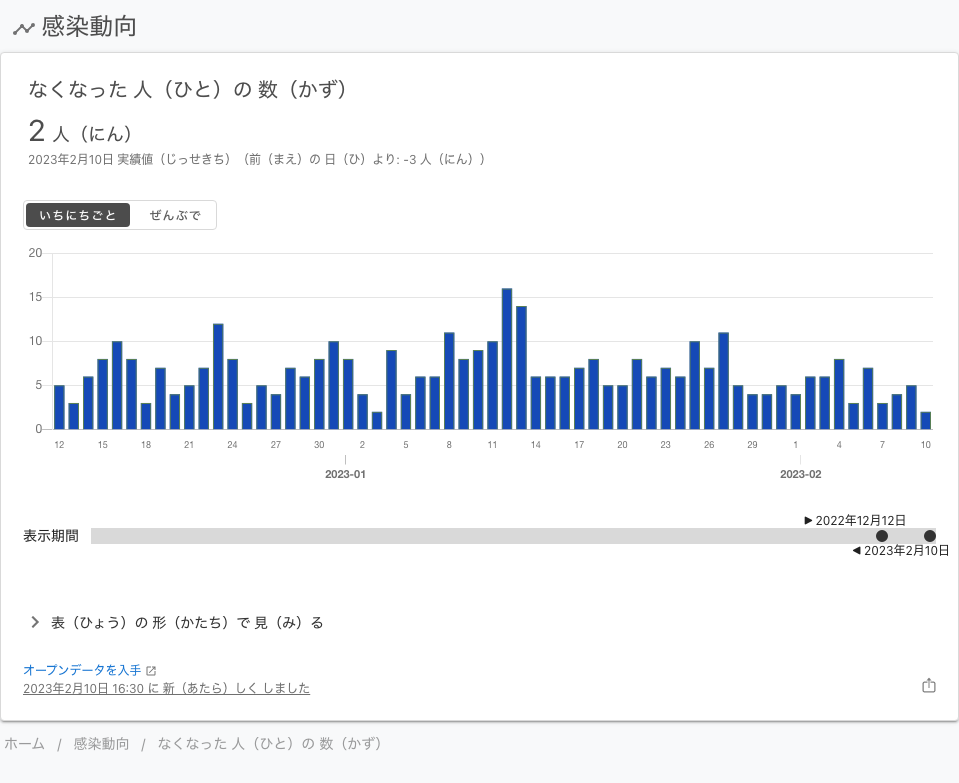 感染動向
なくなった 人（ひと）の 数（かず）
2 人（にん）
2023年2月10日 実績値（じっせきち）（前（まえ）の 日（ひ）より: -3 人（にん））
いちにちごと ぜんぶで
20
15
10
5
0
12 15 18 21 24 27 30 2 5 8 11 14 17 20 23 26 29 1 4 7 10
2023-01 2023-02
▶ 2022年12月12日
表示期間
◀ 2023年2月10日
表（ひょう）の 形（かたち）で 見（み）る
オープンデータを入手
2023年2月10日 16:30 に 新（あたら）しく しました
ホーム / 感染動向 / なくなった 人（ひと）の 数（かず）